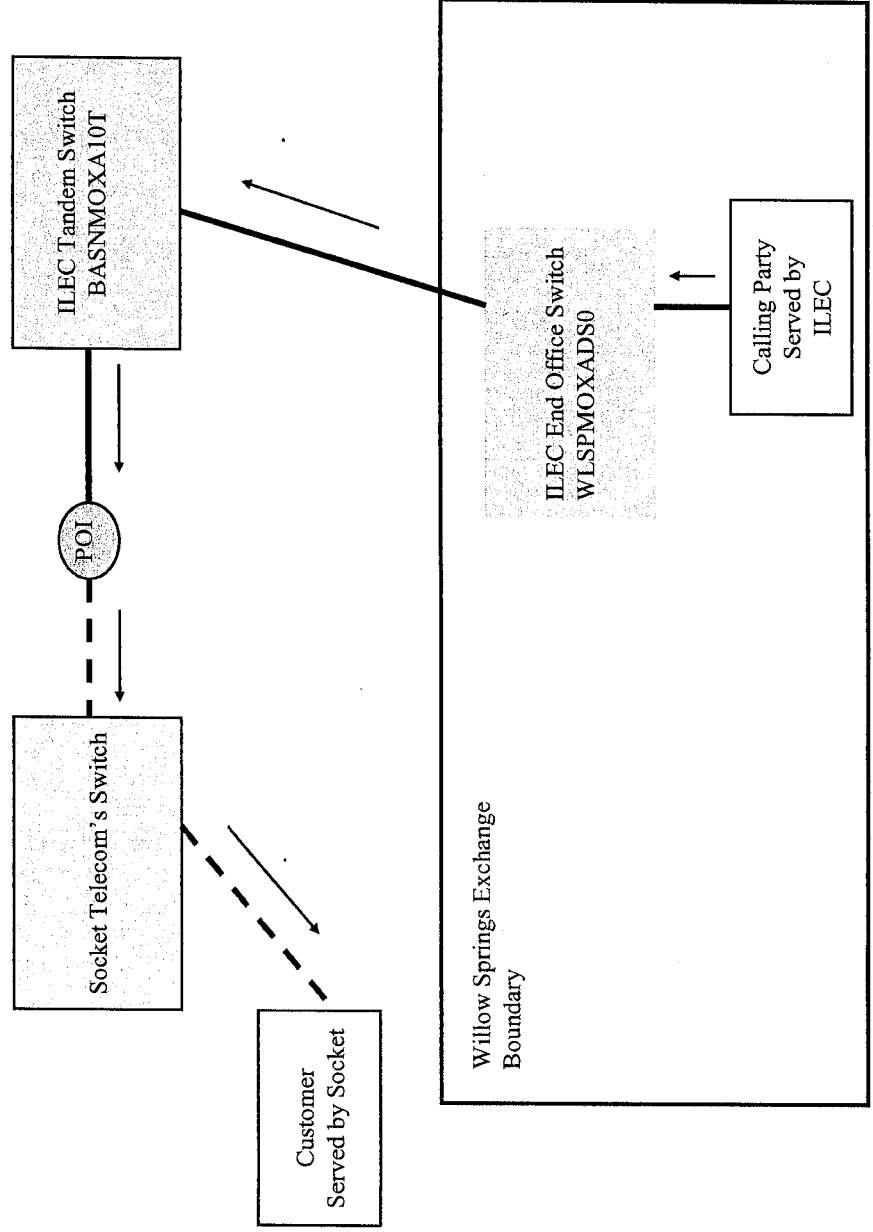 Customer
Served by Socket
Socket Telecom's Switch
POI
ILEC Tandem Switch
BASNMOXA10T
Willow Springs Exchange
Boundary
ILEC End Office Switch
WLSPMOXADS0
Calling Party
Served by
ILEC